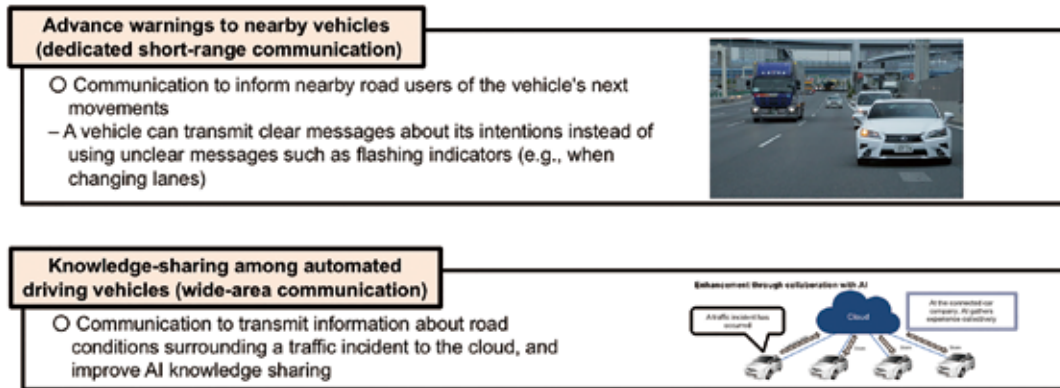 Advance warnings to nearby vehicles
(dedicated short-range communication)
○ Communication to inform nearby road users of the vehicle's next
movements
– A vehicle can transmit clear messages about its intentions instead of
using unclear messages such as flashing indicators (e.g., when
changing lanes)
Knowledge-sharing among automated
driving vehicles (wide-area communication)
○ Communication to transmit information about road
conditions surrounding a traffic incident to the cloud, and
improve AI knowledge sharing
Enhancement through collaboration with AI
A traffic incident has
occurred
Cloud
At the connected car
company, AI gathers
experience collectively